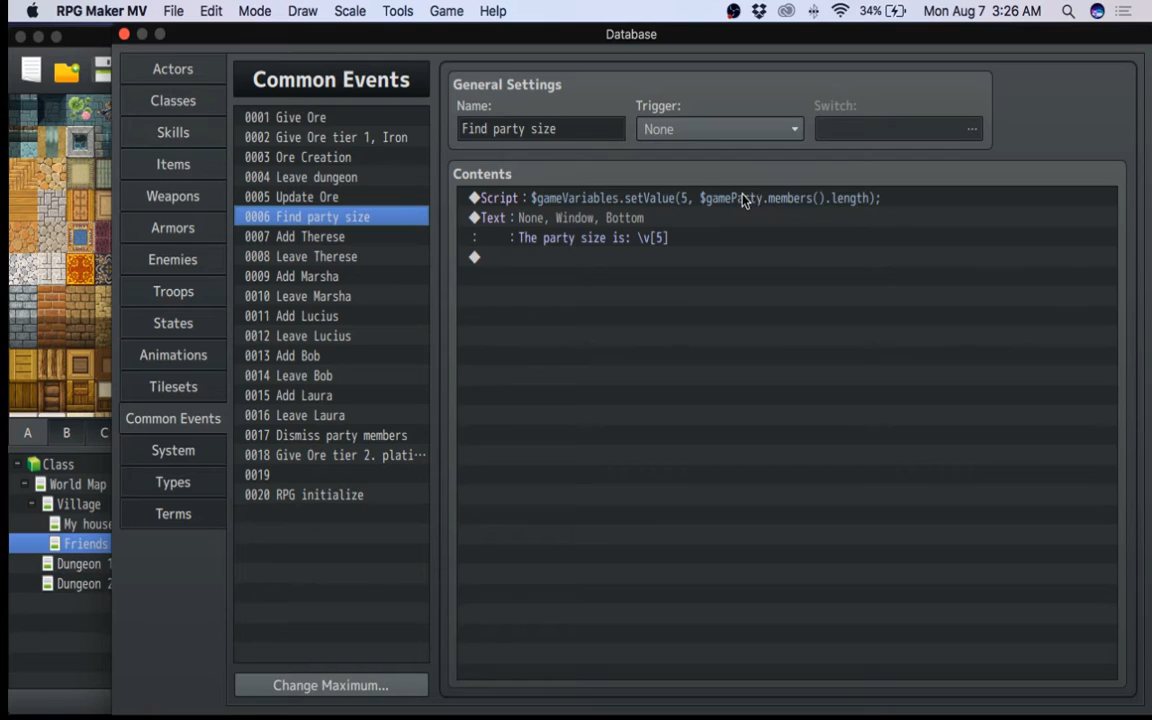 RPG Maker MV File Edit Mode Draw Scale Tools Game Help 34% Mon Aug 7 3:26 AM
Database
Actors
Classes
Skills
Items
Weapons
Armors
Enemies
Troops
States
Animations
Tilesets
Common Events
System
Types
Terms
A B C
Class
World Map
Village
My house
Friends
Dungeon 1
Dungeon 2
Common Events
0001 Give Ore
0002 Give Ore tier 1, Iron
0003 Ore Creation
0004 Leave dungeon
0005 Update Ore
0006 Find party size
0007 Add Therese
0008 Leave Therese
0009 Add Marsha
0010 Leave Marsha
0011 Add Lucius
0012 Leave Lucius
0013 Add Bob
0014 Leave Bob
0015 Add Laura
0016 Leave Laura
0017 Dismiss party members
0018 Give Ore tier 2. plati⋯
0019
0020 RPG initialize
Change Maximum...
General Settings
Name: Trigger: Switch:
Find party size None ...
Contents
◆Script：$gameVariables.setValue(5, $gameParty.members().length);
◆Text：None, Window, Bottom
：　：The party size is: \v[5]
◆